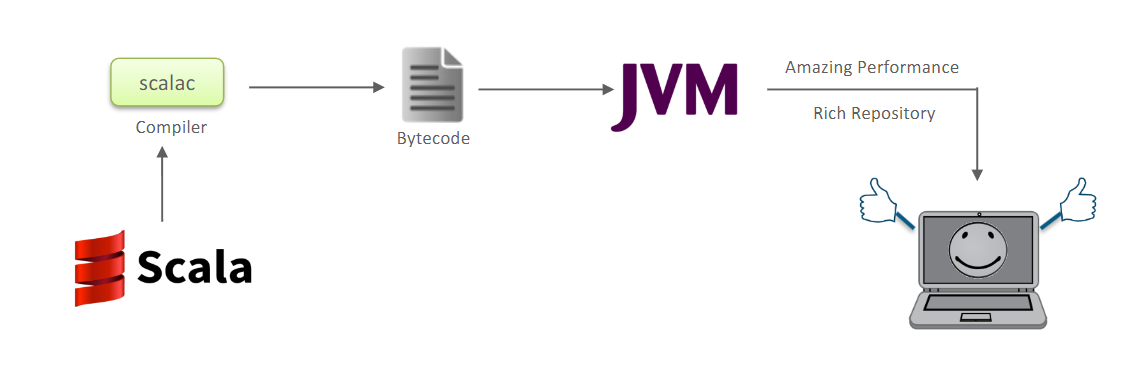 scalac
Compiler
Bytecode
JVM
Amazing Performance
Rich Repository
Scala